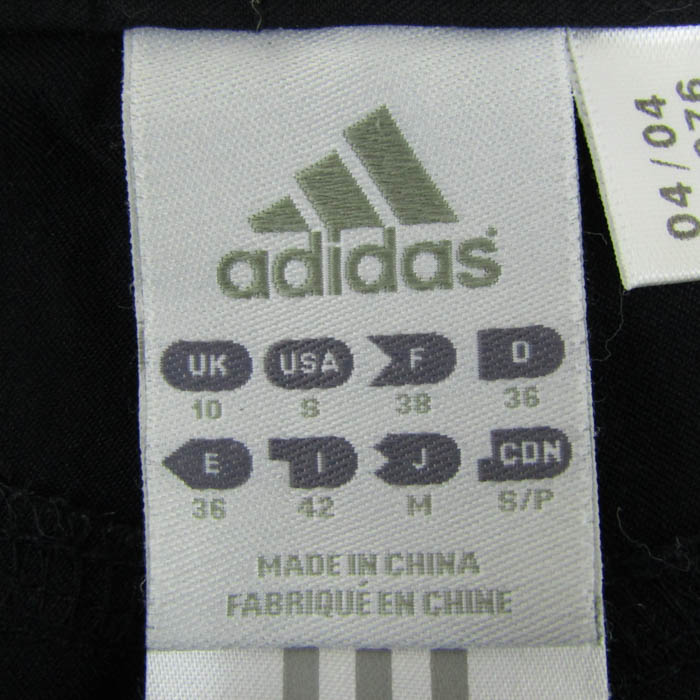 adidas
UK USA F D
10 S 38 36
E I J CDN
36 42 M S/P
MADE IN CHINA
FABRIQUÉ EN CHINE
04/04